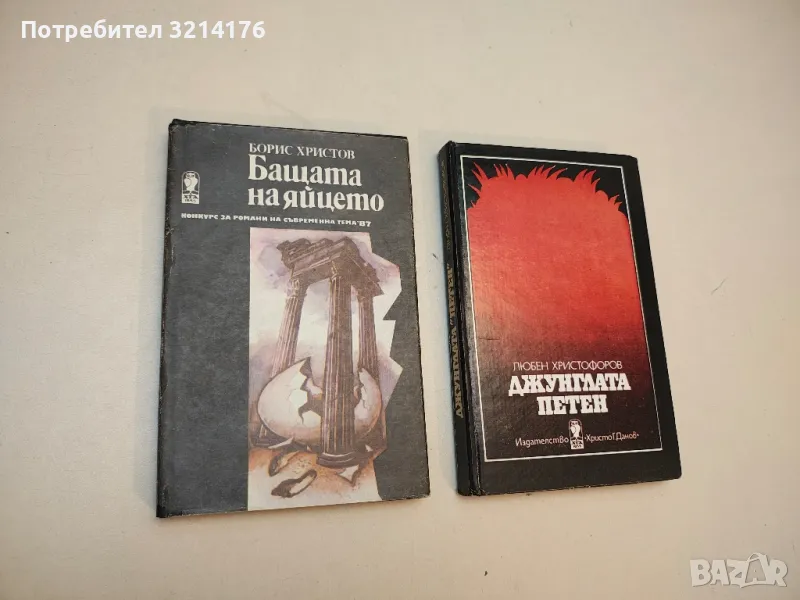 Потребител 3214176
БОРИС ХРИСТОВ
Бащата
на яйцето
КОНКУРС ЗА РОМАНИ НА СЪВРЕМЕННА ТЕМА '87
ДЖУНГЛАТА "ПЕТЕН"
ЛЮБЕН ХРИСТОФОРОВ
ДЖУНГЛАТА
ПЕТЕН
Издателство «Христо Г. Данов»
BAZAR